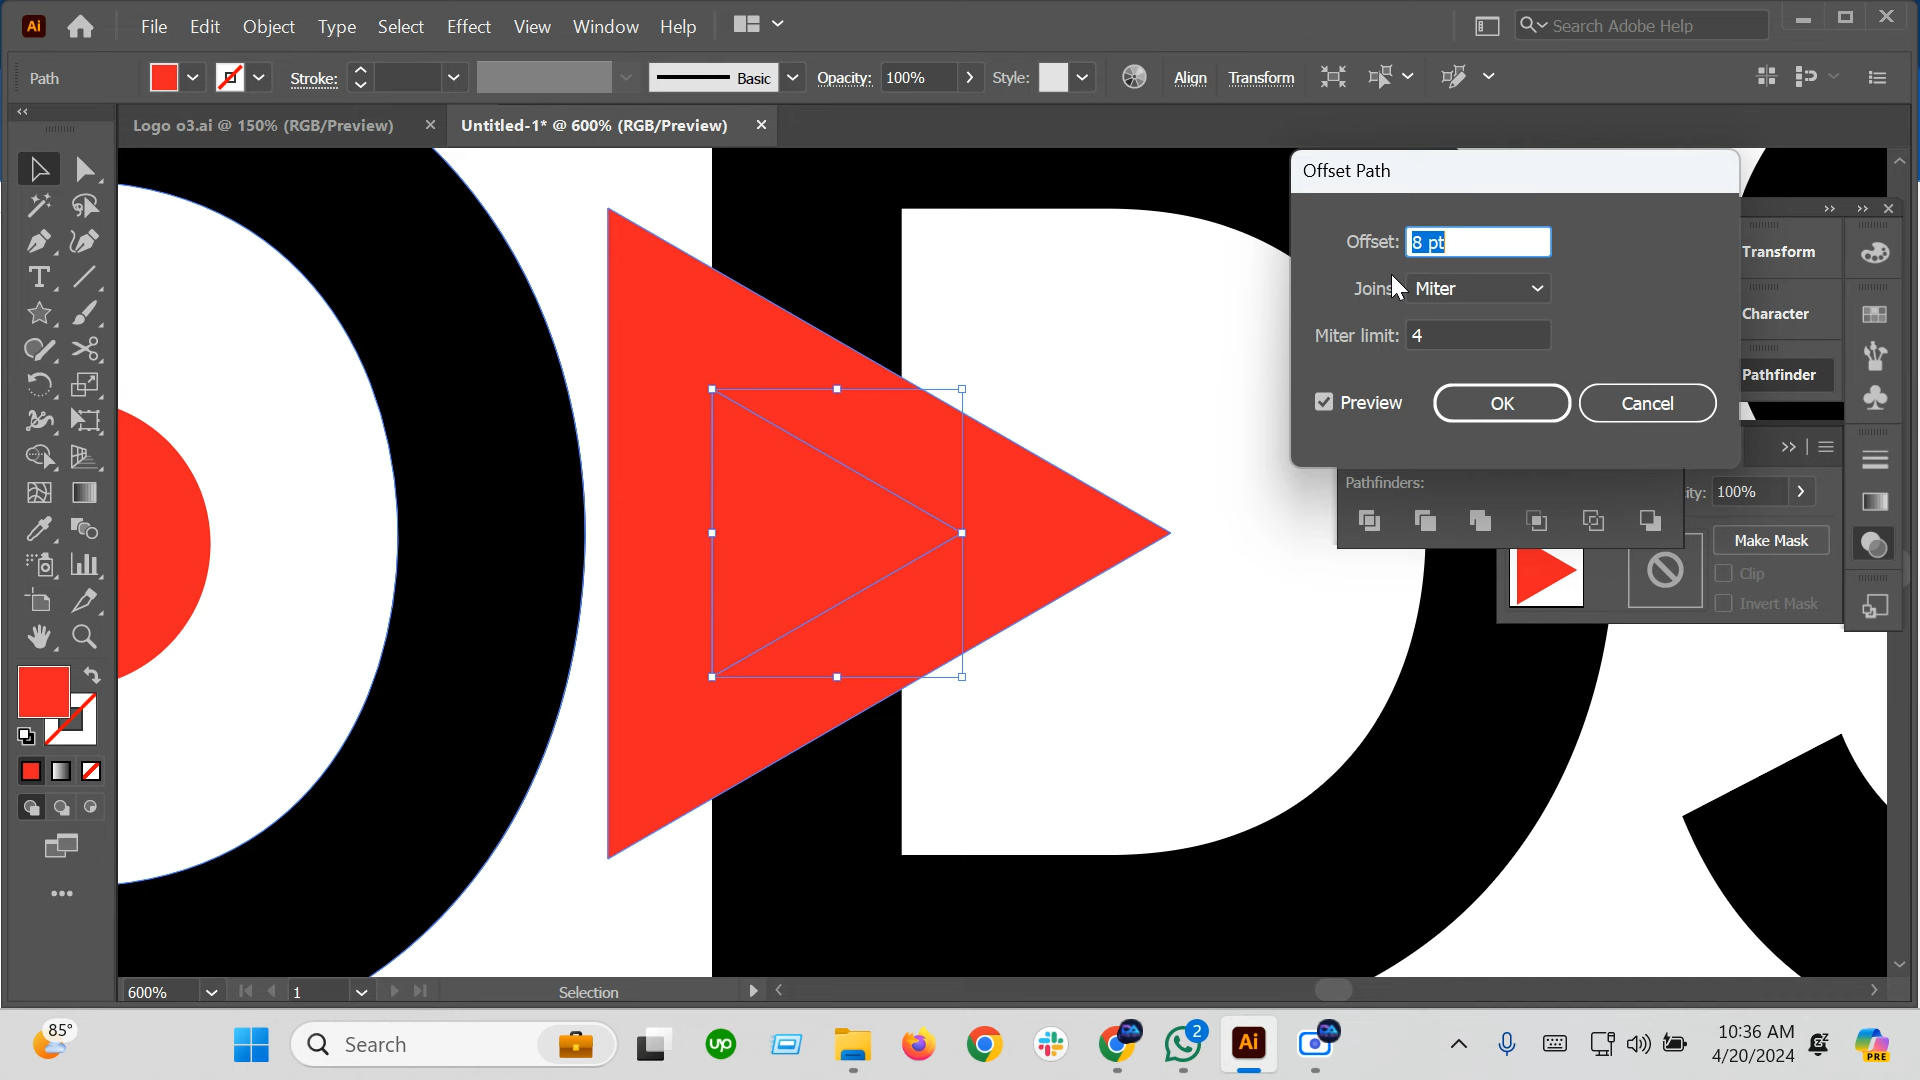 Ai File Edit Object Type Select Effect View Window Help Search Adobe Help
Path Stroke: Basic Opacity: 100% Style: Align Transform
Logo o3.ai @ 150% (RGB/Preview) Untitled-1* @ 600% (RGB/Preview)
Offset Path
Offset: 8 pt
Joins Miter
Miter limit: 4
Preview OK Cancel
Transform
Character
Pathfinder
Pathfinders:
ity: 100%
Make Mask
Clip
Invert Mask
600% 1 Selection
85° Search up 2 Ai 10:36 AM
4/20/2024
PRE